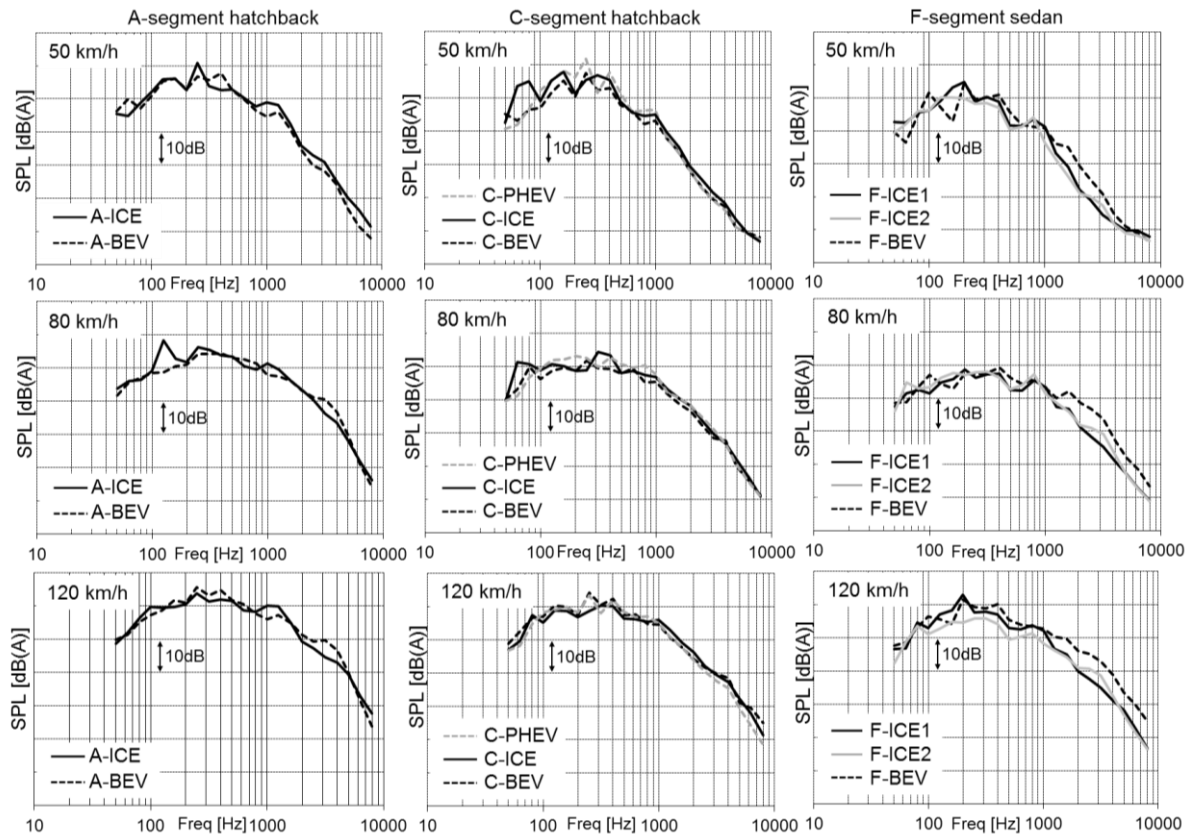 A-segment hatchback
C-segment hatchback
F-segment sedan
50 km/h
SPL [dB(A)]
10dB
A-ICE
A-BEV
10
100
Freq [Hz]
1000
10000
50 km/h
SPL [dB(A)]
10dB
C-PHEV
C-ICE
C-BEV
10
100
Freq [Hz]
1000
10000
50 km/h
SPL [dB(A)]
10dB
F-ICE1
F-ICE2
F-BEV
10
100
Freq [Hz]
1000
10000
80 km/h
SPL [dB(A)]
10dB
A-ICE
A-BEV
10
100
Freq [Hz]
1000
10000
80 km/h
SPL [dB(A)]
10dB
C-PHEV
C-ICE
C-BEV
10
100
Freq [Hz]
1000
10000
80 km/h
SPL [dB(A)]
10dB
F-ICE1
F-ICE2
F-BEV
10
100
Freq [Hz]
1000
10000
120 km/h
SPL [dB(A)]
10dB
A-ICE
A-BEV
10
100
Freq [Hz]
1000
10000
120 km/h
SPL [dB(A)]
10dB
C-PHEV
C-ICE
C-BEV
10
100
Freq [Hz]
1000
10000
120 km/h
SPL [dB(A)]
10dB
F-ICE1
F-ICE2
F-BEV
10
100
Freq [Hz]
1000
10000